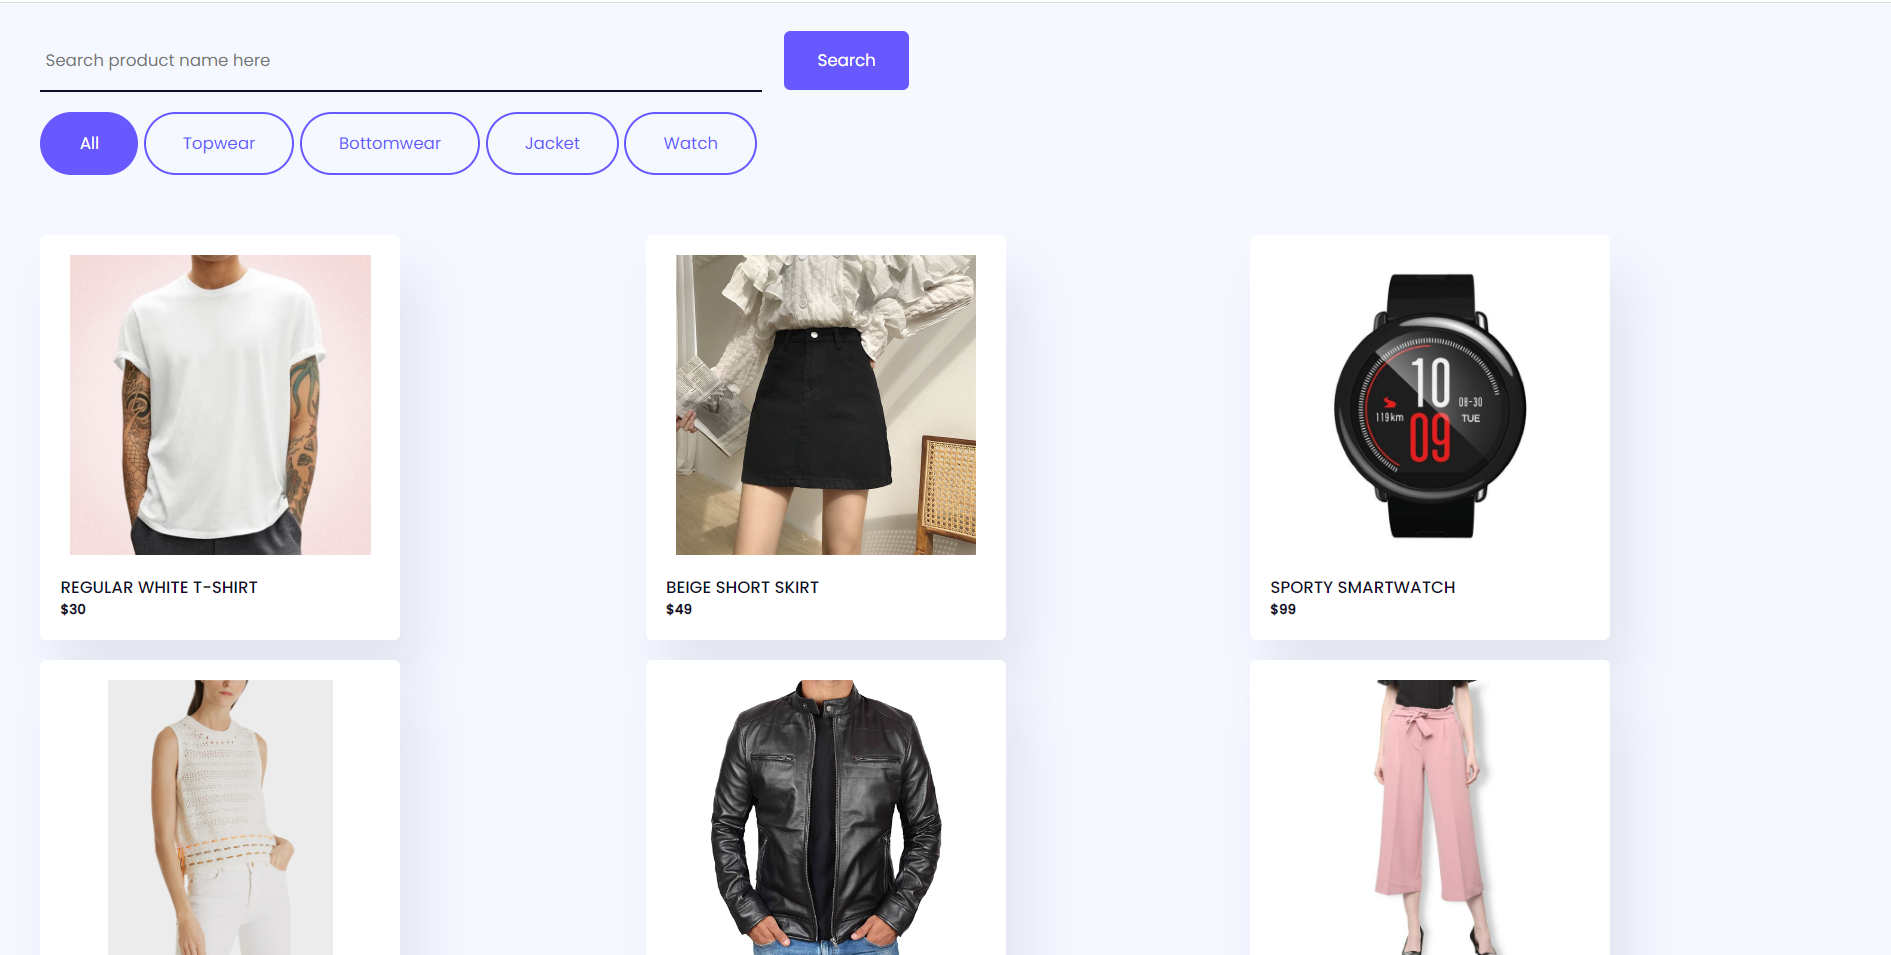 Search product name here
Search
All
Topwear
Bottomwear
Jacket
Watch
10
08-30
119km
TUE
09
REGULAR WHITE T-SHIRT
$30
BEIGE SHORT SKIRT
$49
SPORTY SMARTWATCH
$99